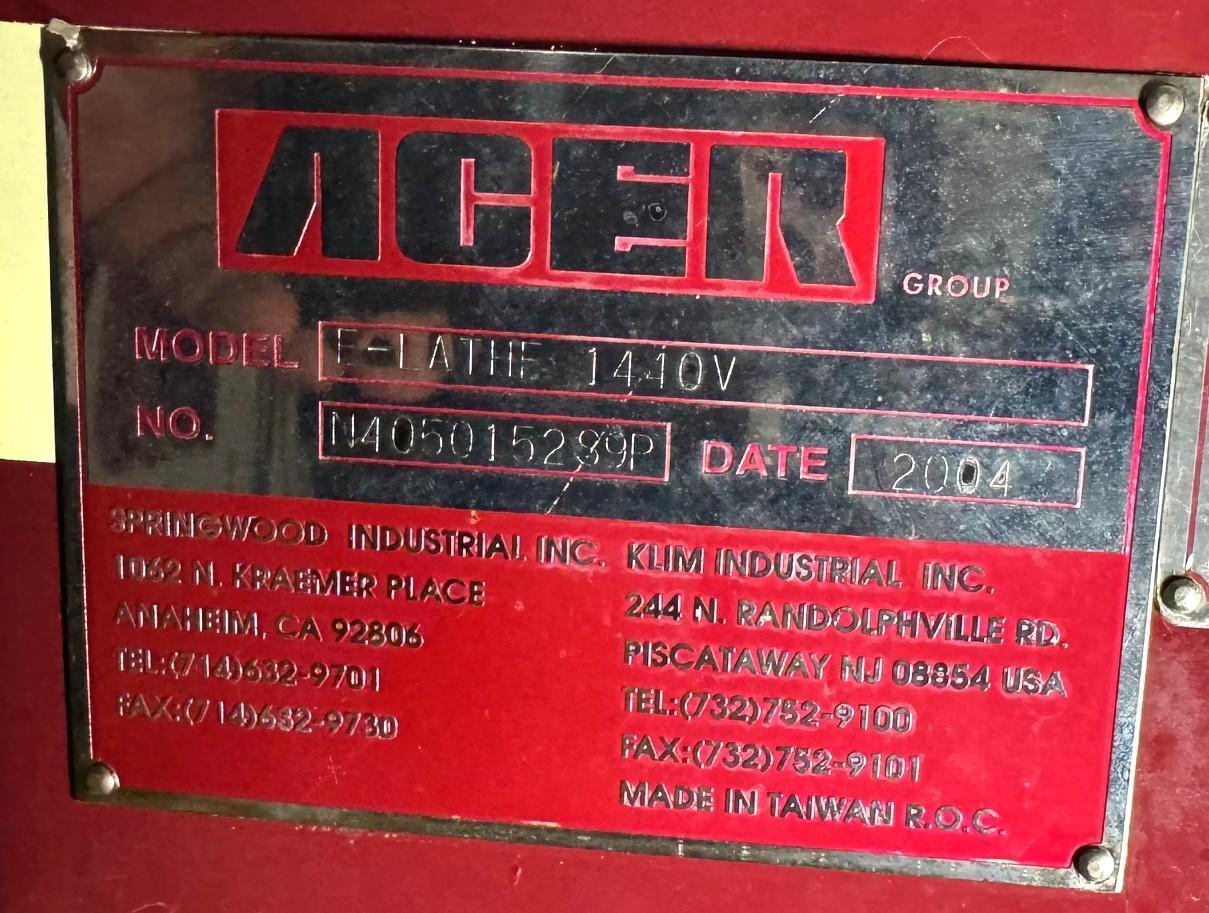 ACER
GROUP
MODEL E-LATHE 1440V
NO. N405015289P DATE 2004
SPRINGWOOD INDUSTRIAL INC.
1062 N. KRAEMER PLACE
ANAHEIM, CA 92806
TEL:(714)632-9701
FAX:(714)632-9730
KLIM INDUSTRIAL INC.
244 N. RANDOLPHVILLE RD.
PISCATAWAY NJ 08854 USA
TEL:(732)752-9100
FAX:(732)752-9101
MADE IN TAIWAN R.O.C.